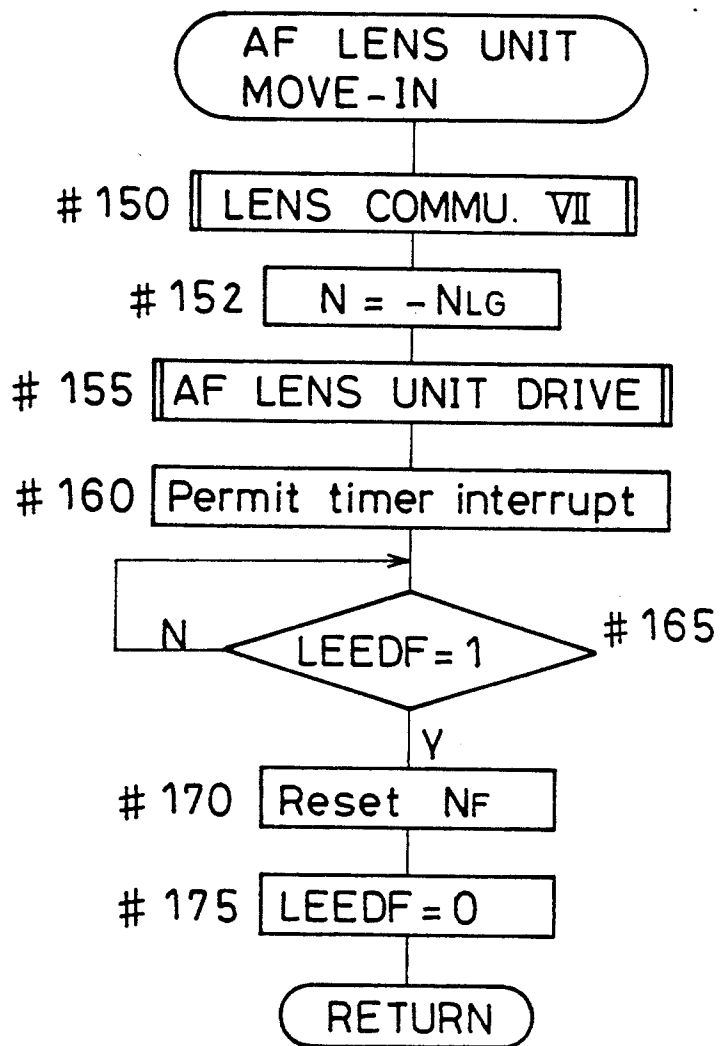 AF LENS UNIT
MOVE-IN
# 150 LENS COMMU. VII
# 152 N = -NLG
# 155 AF LENS UNIT DRIVE
# 160 Permit timer interrupt
N LEEDF=1 # 165
Y
# 170 Reset NF
# 175 LEEDF=0
RETURN